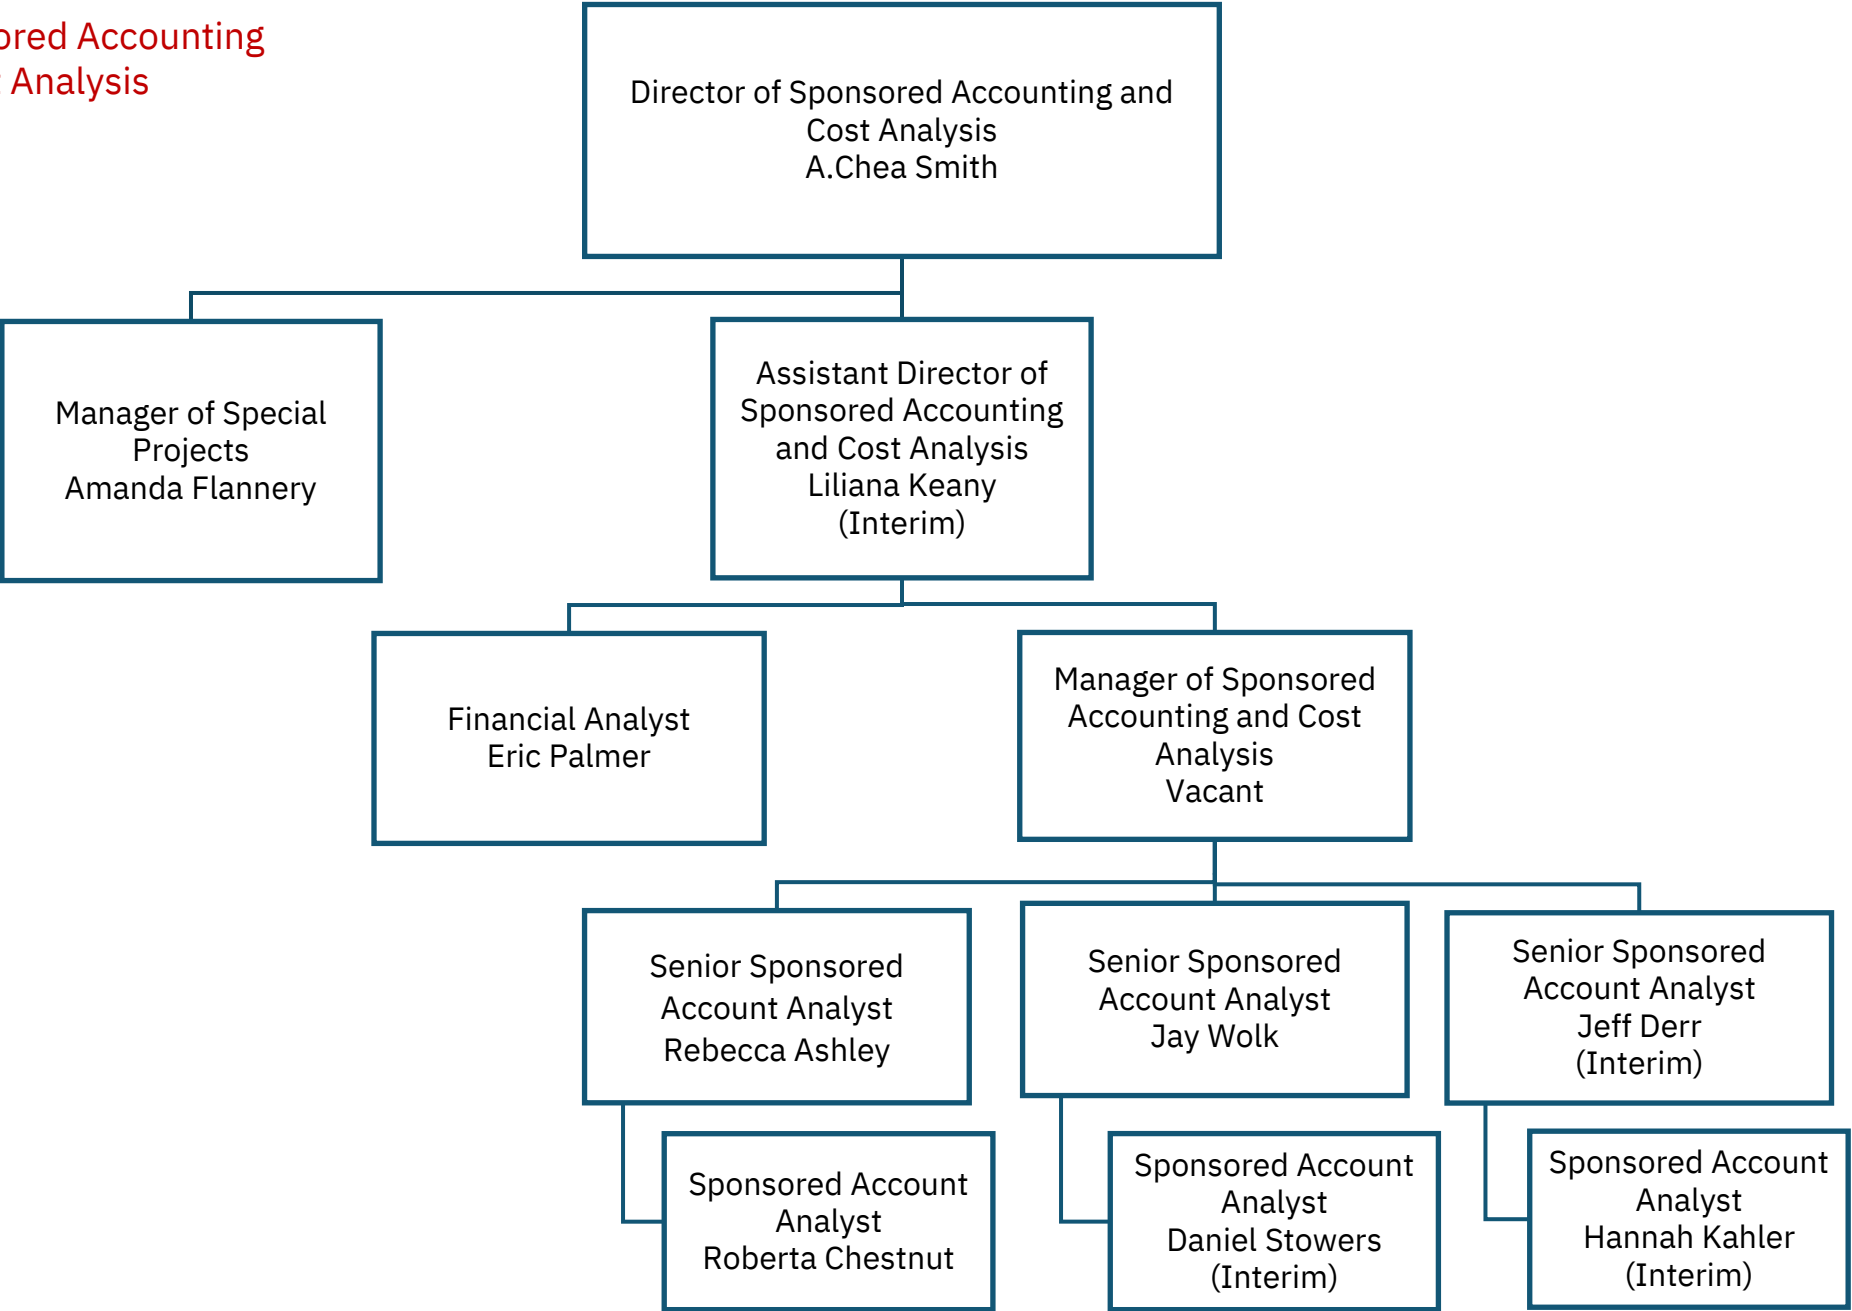 Accounting
Analysis
Director of Sponsored Accounting and
Cost Analysis
A.Chea Smith
Manager of Special
Projects
Amanda Flannery
Assistant Director of
Sponsored Accounting
and Cost Analysis
Liliana Keany
(Interim)
Financial Analyst
Eric Palmer
Manager of Sponsored
Accounting and Cost
Analysis
Vacant
Senior Sponsored
Account Analyst
Rebecca Ashley
Senior Sponsored
Account Analyst
Jay Wolk
Senior Sponsored
Account Analyst
Jeff Derr
(Interim)
Sponsored Account
Analyst
Roberta Chestnut
Sponsored Account
Analyst
Daniel Stowers
(Interim)
Sponsored Account
Analyst
Hannah Kahler
(Interim)